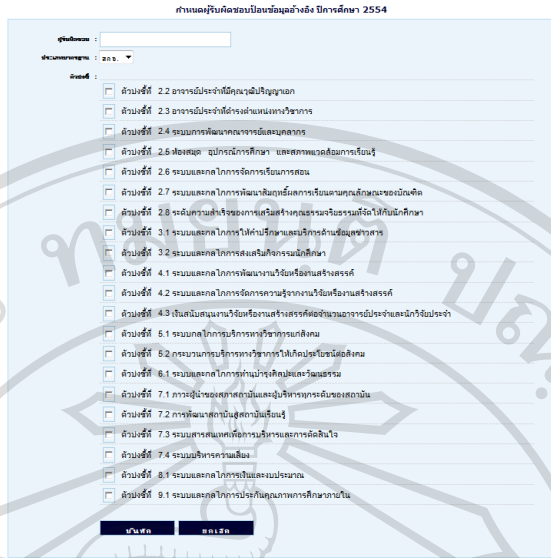 กำหนดผู้รับผิดชอบป้อนข้อมูลอ้างอิง ปีการศึกษา 2554
ผู้รับผิดชอบ :
ประเภทมาตรฐาน : สกอ.
ตัวบ่งชี้ :
ตัวบ่งชี้ที่ 2.2 อาจารย์ประจำที่มีคุณวุฒิปริญญาเอก
ตัวบ่งชี้ที่ 2.3 อาจารย์ประจำที่ดำรงตำแหน่งทางวิชาการ
ตัวบ่งชี้ที่ 2.4 ระบบการพัฒนาคณาจารย์และบุคลากร
ตัวบ่งชี้ที่ 2.5 ห้องสมุด อุปกรณ์การศึกษา และสภาพแวดล้อมการเรียนรู้
ตัวบ่งชี้ที่ 2.6 ระบบและกลไกการจัดการเรียนการสอน
ตัวบ่งชี้ที่ 2.7 ระบบและกลไกการพัฒนาสัมฤทธิ์ผลการเรียนตามคุณลักษณะของบัณฑิต
ตัวบ่งชี้ที่ 2.8 ระดับความสำเร็จของการเสริมสร้างคุณธรรมจริยธรรมที่จัดให้กับนักศึกษา
ตัวบ่งชี้ที่ 3.1 ระบบและกลไกการให้คำปรึกษาและบริการด้านข้อมูลข่าวสาร
ตัวบ่งชี้ที่ 3.2 ระบบและกลไกการส่งเสริมกิจกรรมนักศึกษา
ตัวบ่งชี้ที่ 4.1 ระบบและกลไกการพัฒนางานวิจัยหรืองานสร้างสรรค์
ตัวบ่งชี้ที่ 4.2 ระบบและกลไกการจัดการความรู้จากงานวิจัยหรืองานสร้างสรรค์
ตัวบ่งชี้ที่ 4.3 เงินสนับสนุนงานวิจัยหรืองานสร้างสรรค์ต่อจำนวนอาจารย์ประจำและนักวิจัยประจำ
ตัวบ่งชี้ที่ 5.1 ระบบกลไกการบริการทางวิชาการแก่สังคม
ตัวบ่งชี้ที่ 5.2 กระบวนการบริการทางวิชาการให้เกิดประโยชน์ต่อสังคม
ตัวบ่งชี้ที่ 6.1 ระบบและกลไกการทำนุบำรุงศิลปะและวัฒนธรรม
ตัวบ่งชี้ที่ 7.1 ภาวะผู้นำของสภาสถาบันและผู้บริหารทุกระดับของสถาบัน
ตัวบ่งชี้ที่ 7.2 การพัฒนาสถาบันสู่สถาบันเรียนรู้
ตัวบ่งชี้ที่ 7.3 ระบบสารสนเทศเพื่อการบริหารและการตัดสินใจ
ตัวบ่งชี้ที่ 7.4 ระบบบริหารความเสี่ยง
ตัวบ่งชี้ที่ 8.1 ระบบและกลไกการเงินและงบประมาณ
ตัวบ่งชี้ที่ 9.1 ระบบและกลไกการประกันคุณภาพการศึกษาภายใน
บันทึก ยกเลิก